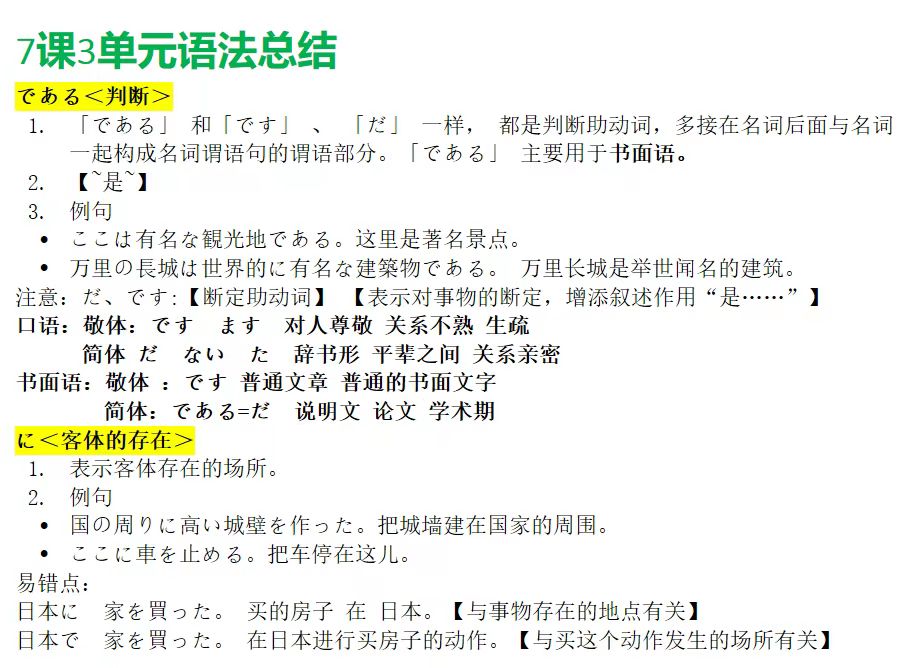 7课3单元语法总结
である＜判断＞
1. 「である」 和「です」 、 「だ」 一样， 都是判断助动词，多接在名词后面与名词
一起构成名词谓语句的谓语部分。「である」 主要用于书面语。
2. 【~是~】
3. 例句
• ここは有名な観光地である。这里是著名景点。
• 万里の長城は世界的に有名な建築物である。 万里长城是举世闻名的建筑。
注意：だ、です:【断定助动词】 【表示对事物的断定，增添叙述作用“是……”】
口语：敬体：です ます 对人尊敬 关系不熟 生疏
简体 だ ない た 辞书形 平辈之间 关系亲密
书面语：敬体 ：です 普通文章 普通的书面文字
简体：である=だ 说明文 论文 学术期
に＜客体的存在＞
1. 表示客体存在的场所。
2. 例句
• 国の周りに高い城壁を作った。把城墙建在国家的周围。
• ここに車を止める。把车停在这儿。
易错点：
日本に 家を買った。 买的房子 在 日本。【与事物存在的地点有关】
日本で 家を買った。 在日本进行买房子的动作。【与买这个动作发生的场所有关】